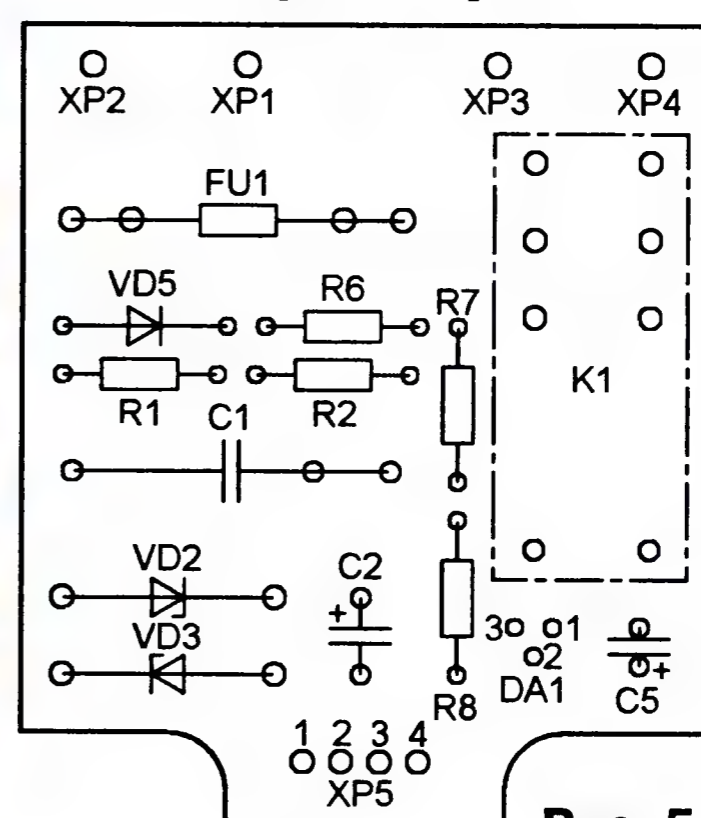 XP2 XP1 XP3 XP4
FU1
VD5 R6 R7
K1
R1 C1 R2
VD2 C2
+
VD3
3 1
2
DA1
+
R8 C5
1 2 3 4
XP5